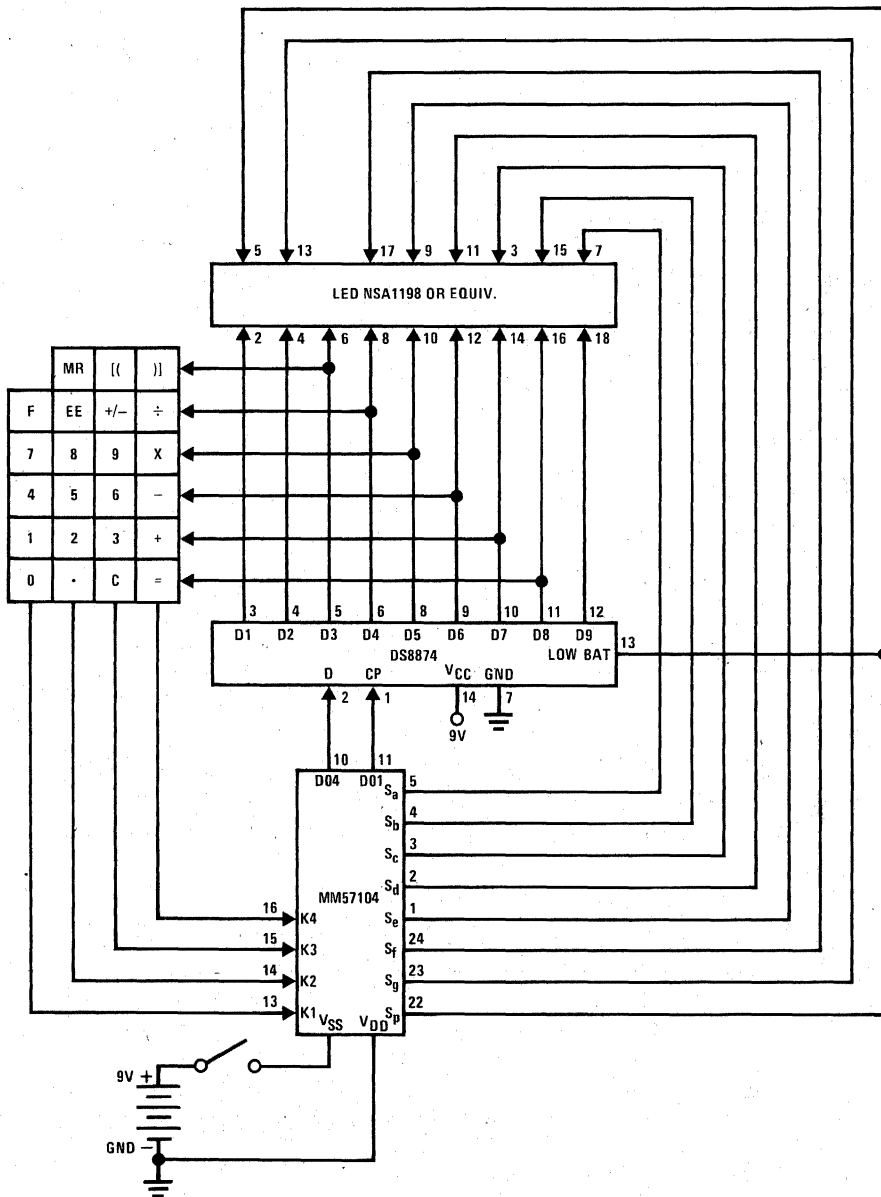 5 13 17 9 11 3 15 7
LED NSA1198 OR EQUIV.
2 4 6 8 10 12 14 16 18
MR [( )]
F EE +/− ÷
7 8 9 X
4 5 6 −
1 2 3 +
0 · C =
3 4 5 6 8 9 10 11 12
D1 D2 D3 D4 D5 D6 D7 D8 D9
DS8874 LOW BAT 13
D CP VCC GND
2 1 14 7
9V
10 11
DO4 DO1
Sa 5
Sb 4
Sc 3
Sd 2
MM57104
Se 1
16 K4
Sf 24
15 K3
Sg 23
14 K2
Sp 22
13 K1
VSS VDD
9V +
GND −